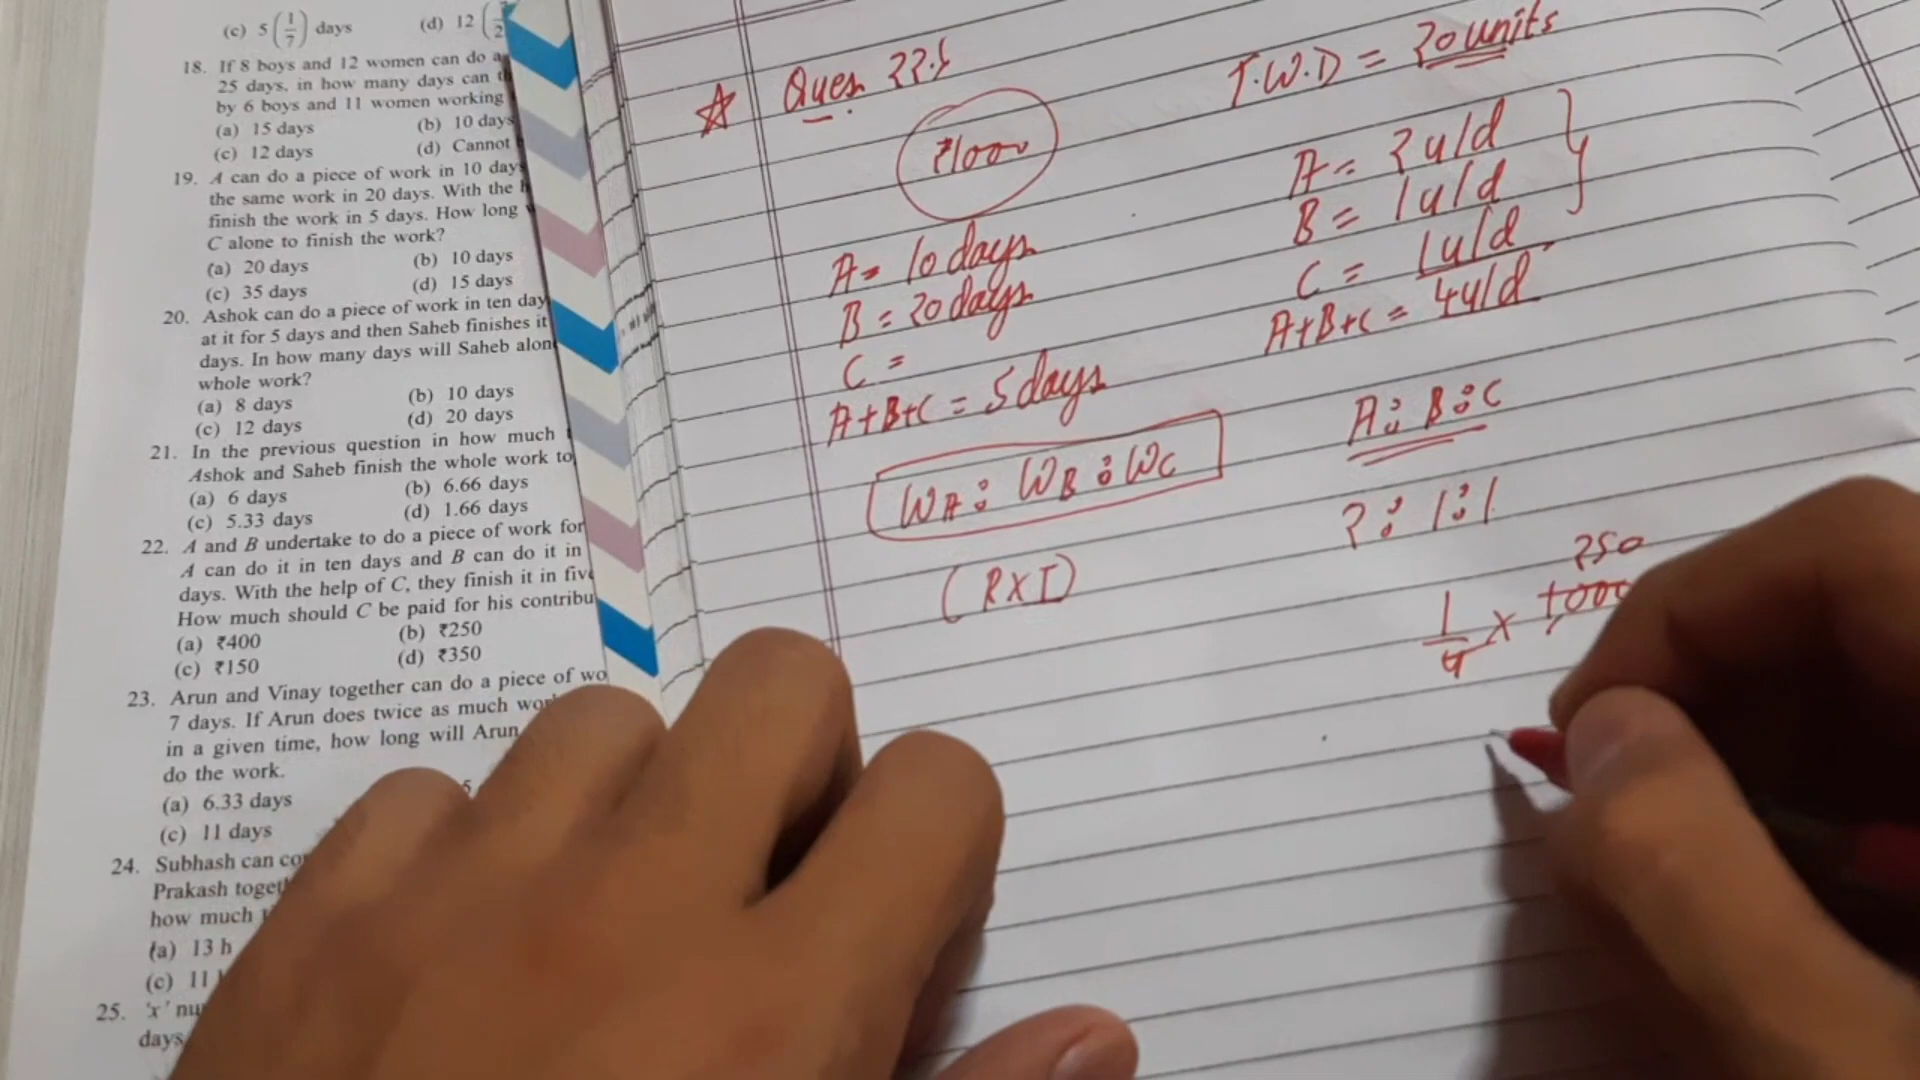 (c) 5 (1/7) days (d) 12
18. If 8 boys and 12 women can do a
25 days, in how many days can
by 6 boys and 11 women working
(a) 15 days (b) 10 days
(c) 12 days (d) Cannot
19. A can do a piece of work in 10 days
the same work in 20 days. With the
finish the work in 5 days. How long
C alone to finish the work?
(a) 20 days (b) 10 days
(c) 35 days (d) 15 days
20. Ashok can do a piece of work in ten day
at it for 5 days and then Saheb finishes it
days. In how many days will Saheb alon
whole work?
(a) 8 days (b) 10 days
(c) 12 days (d) 20 days
21. In the previous question in how much
Ashok and Saheb finish the whole work to
(a) 6 days (b) 6.66 days
(c) 5.33 days (d) 1.66 days
22. A and B undertake to do a piece of work for
A can do it in ten days and B can do it in
days. With the help of C, they finish it in five
How much should C be paid for his contribu
(a) ₹400 (b) ₹250
(c) ₹150 (d) ₹350
23. Arun and Vinay together can do a piece of wo
7 days. If Arun does twice as much wor
in a given time, how long will Arun
do the work.
(a) 6.33 days
(c) 11 days
24. Subhash can co
Prakash toget
how much
(a) 13 h
(c) 11
25. 'x' nu
days
Ques. 22.
₹1000
A = 10 days
B = 20 days
C =
A+B+C = 5 days
WA : WB : WC
(RXT)
T.W.D = 20 units
A = 2u/d
B = 1u/d
C = 1u/d
A+B+C = 4u/d
A : B : C
2 : 1 : 1
250
1/4 × 1000